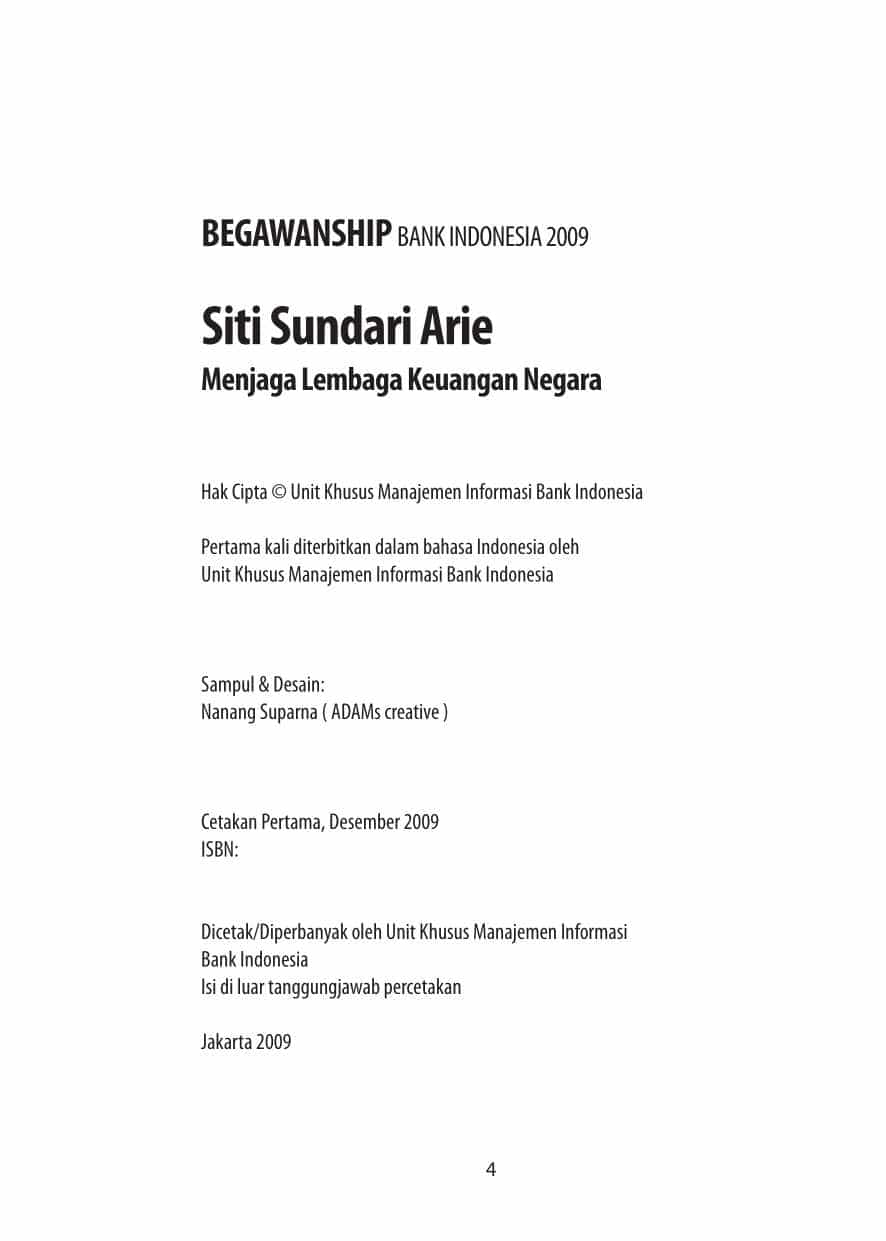 BEGAWANSHIP BANK INDONESIA 2009
Siti Sundari Arie
Menjaga Lembaga Keuangan Negara
Hak Cipta © Unit Khusus Manajemen Informasi Bank Indonesia
Pertama kali diterbitkan dalam bahasa Indonesia oleh
Unit Khusus Manajemen Informasi Bank Indonesia
Sampul & Desain:
Nanang Suparna ( ADAMs creative )
Cetakan Pertama, Desember 2009
ISBN:
Dicetak/Diperbanyak oleh Unit Khusus Manajemen Informasi
Bank Indonesia
Isi di luar tanggungjawab percetakan
Jakarta 2009
4